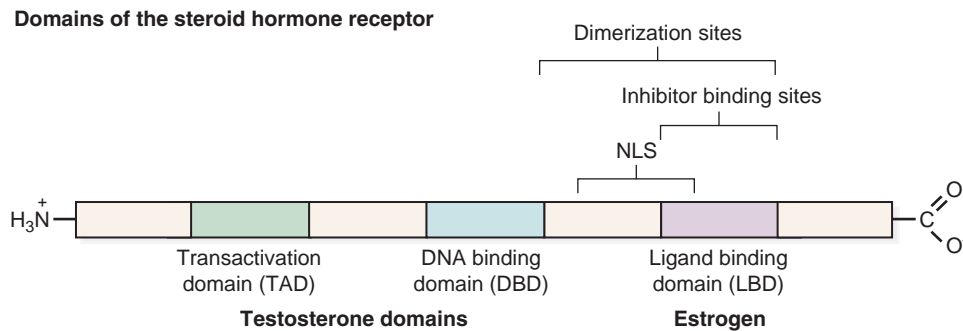 Domains of the steroid hormone receptor
Dimerization sites
Inhibitor binding sites
NLS
H3N+
C
O
O
Transactivation
domain (TAD)
DNA binding
domain (DBD)
Ligand binding
domain (LBD)
Testosterone domains
Estrogen